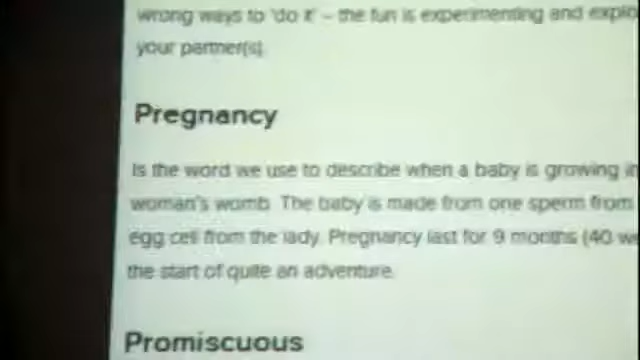 wrong ways to 'do it' – the fun is experimenting and explo
your partner(s).
Pregnancy
Is the word we use to describe when a baby is growing in
woman's womb. The baby is made from one sperm from
egg cell from the lady. Pregnancy last for 9 months (40 we
the start of quite an adventure.
Promiscuous